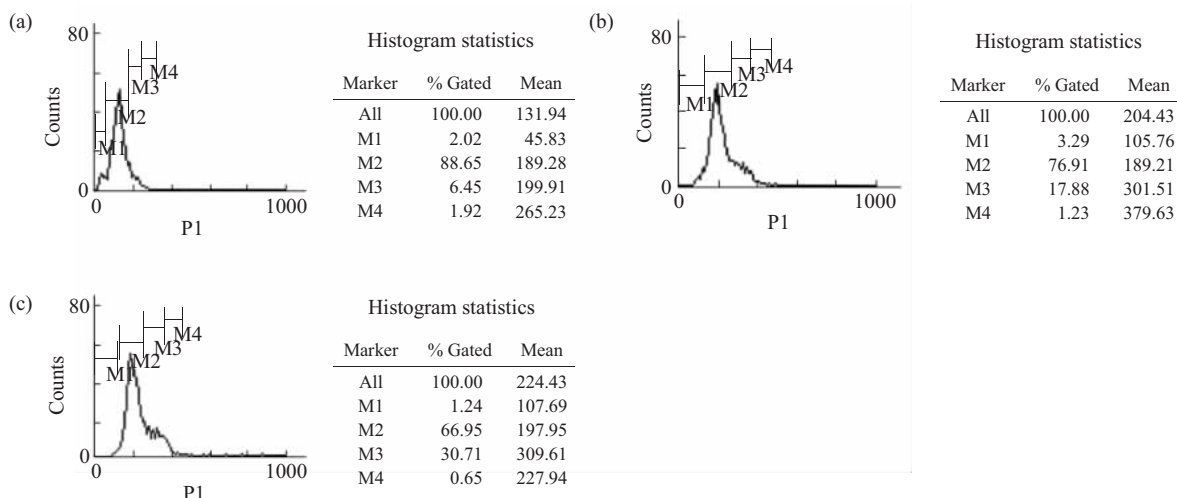 (a)
80
Counts
0
M1
M2
M3
M4
0 1000
P1
Histogram statistics
Marker % Gated Mean
All 100.00 131.94
M1 2.02 45.83
M2 88.65 189.28
M3 6.45 199.91
M4 1.92 265.23
(b)
80
Counts
0
M1
M2
M3
M4
0 1000
P1
Histogram statistics
Marker % Gated Mean
All 100.00 204.43
M1 3.29 105.76
M2 76.91 189.21
M3 17.88 301.51
M4 1.23 379.63
(c)
80
Counts
0
M1
M2
M3
M4
0 1000
P1
Histogram statistics
Marker % Gated Mean
All 100.00 224.43
M1 1.24 107.69
M2 66.95 197.95
M3 30.71 309.61
M4 0.65 227.94